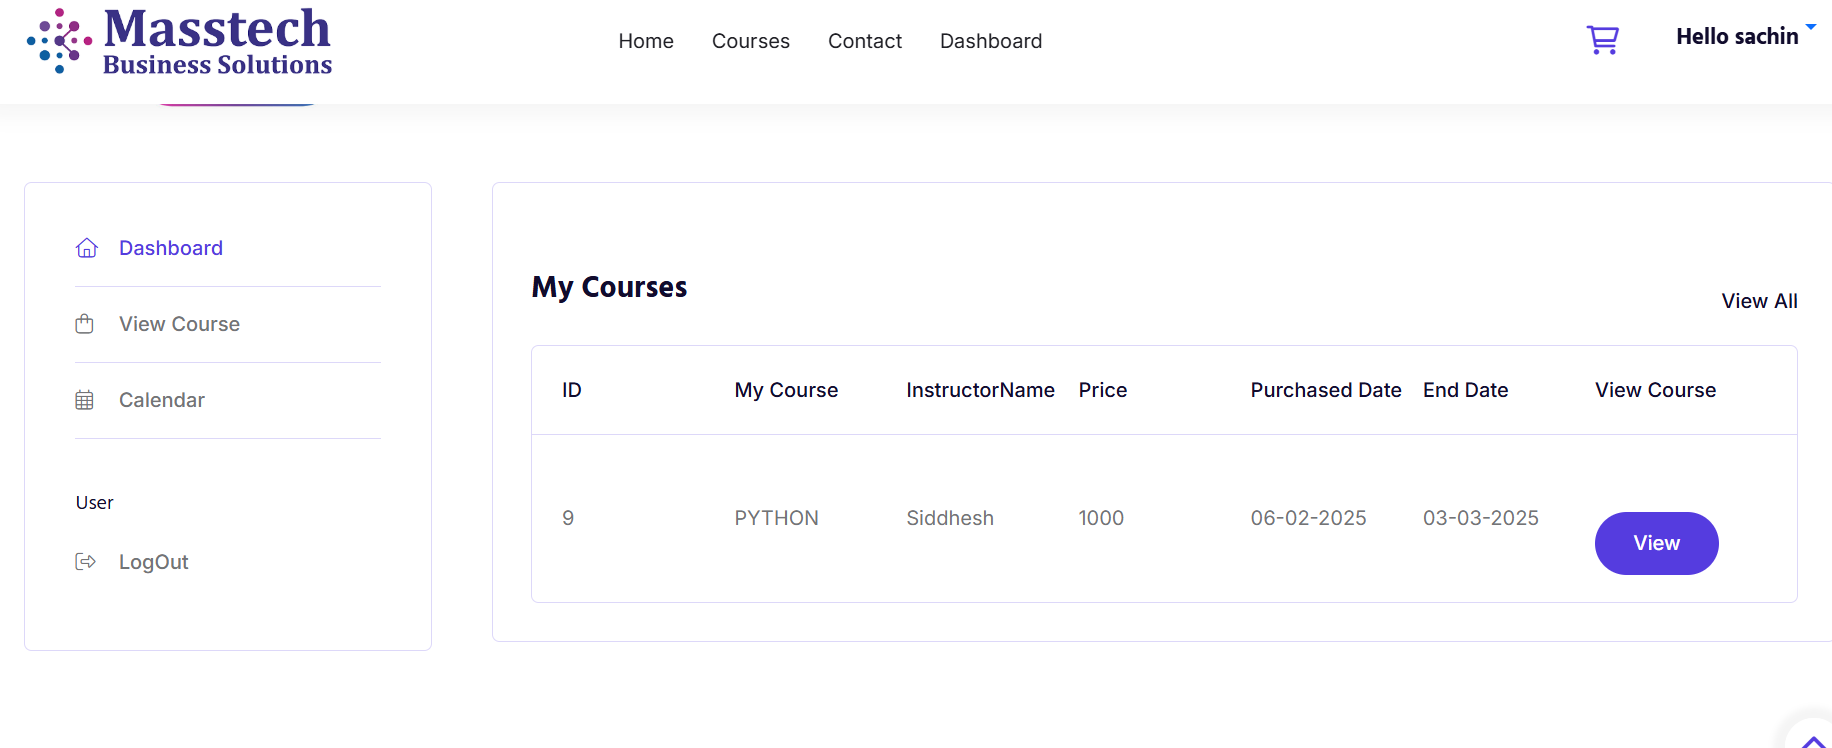 Masstech
Business Solutions
Home Courses Contact Dashboard
Hello sachin
Dashboard
View Course
Calendar
User
LogOut
My Courses
View All
ID My Course InstructorName Price Purchased Date End Date View Course
9 PYTHON Siddhesh 1000 06-02-2025 03-03-2025 View